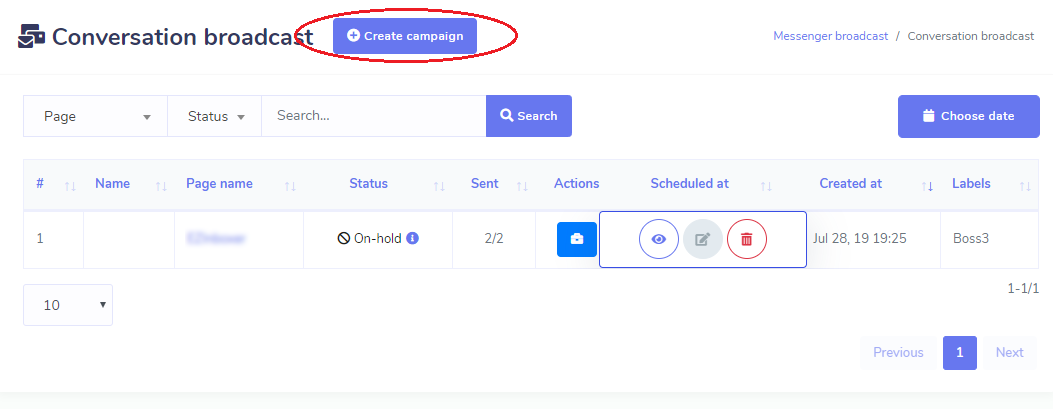 Conversation broadcast
Create campaign
Messenger broadcast / Conversation broadcast
Page
Status
Search...
Search
Choose date
# Name Page name Status Sent Actions Scheduled at Created at Labels
1 On-hold 2/2 Jul 28, 19 19:25 Boss3
10
1-1/1
Previous 1 Next